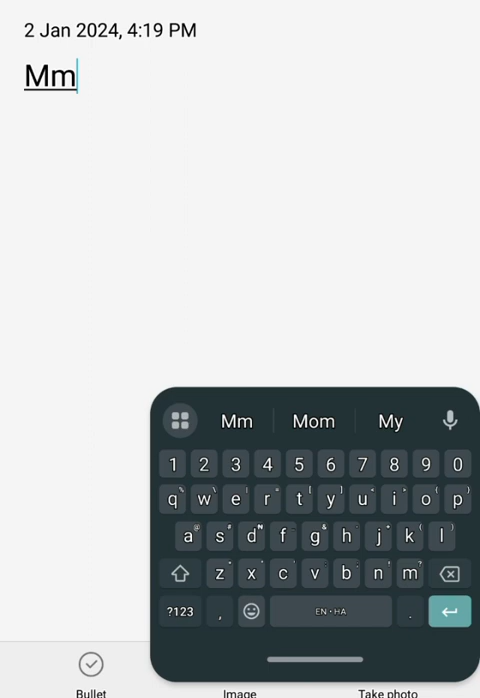 2 Jan 2024, 4:19 PM
Mm
Mm Mom My
1 2 3 4 5 6 7 8 9 0
q w e r t y u i o p
a s d f g h j k l
z x c v b n m
?123 , EN • HA .
Bullet Image Take photo